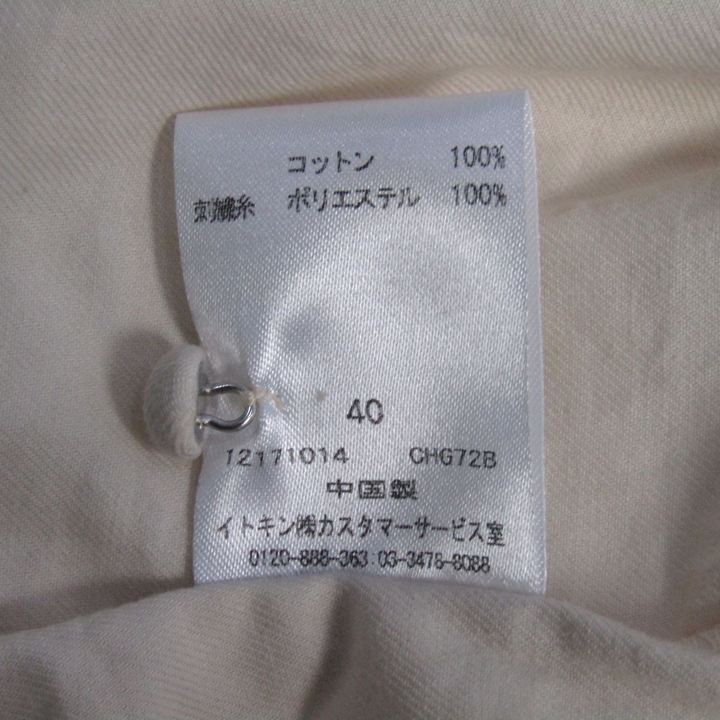 コットン 100%
刺繍糸 ポリエステル 100%
40
12171014 CHG72B
中国製
イトキン㈱カスタマーサービス室
0120-888-363:03-3478-8088